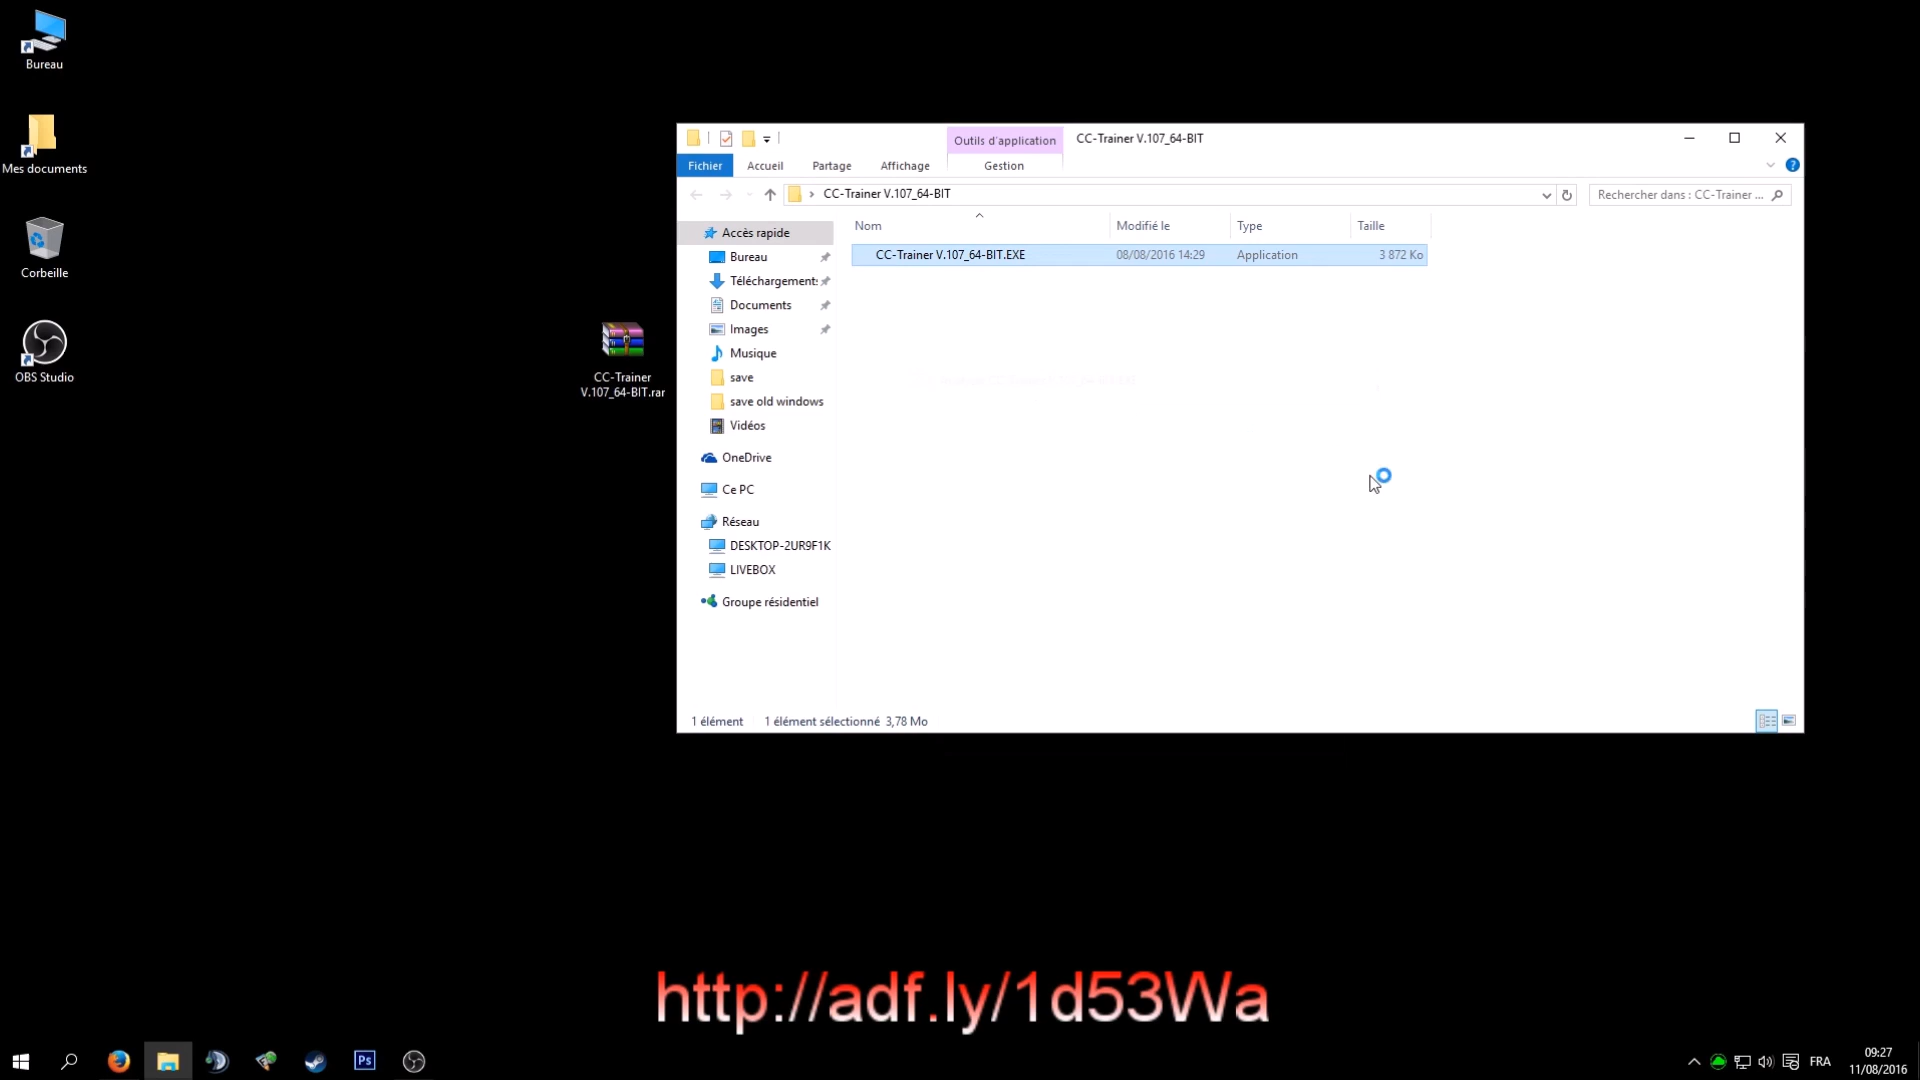 Bureau
Mes documents
Corbeille
OBS Studio
CC-Trainer
V.107_64-BIT.rar
Outils d'application
CC-Trainer V.107_64-BIT
Fichier
Accueil
Partage
Affichage
Gestion
CC-Trainer V.107_64-BIT
Rechercher dans : CC-Trainer ...
Nom
Modifié le
Type
Taille
CC-Trainer V.107_64-BIT.EXE
08/08/2016 14:29
Application
3 872 Ko
Accès rapide
Bureau
Téléchargement:
Documents
Images
Musique
save
save old windows
Vidéos
OneDrive
Ce PC
Réseau
DESKTOP-2UR9F1K
LIVEBOX
Groupe résidentiel
1 élément
1 élément sélectionné 3,78 Mo
http://adf.ly/1d53Wa
Ps
FRA
09:27
11/08/2016